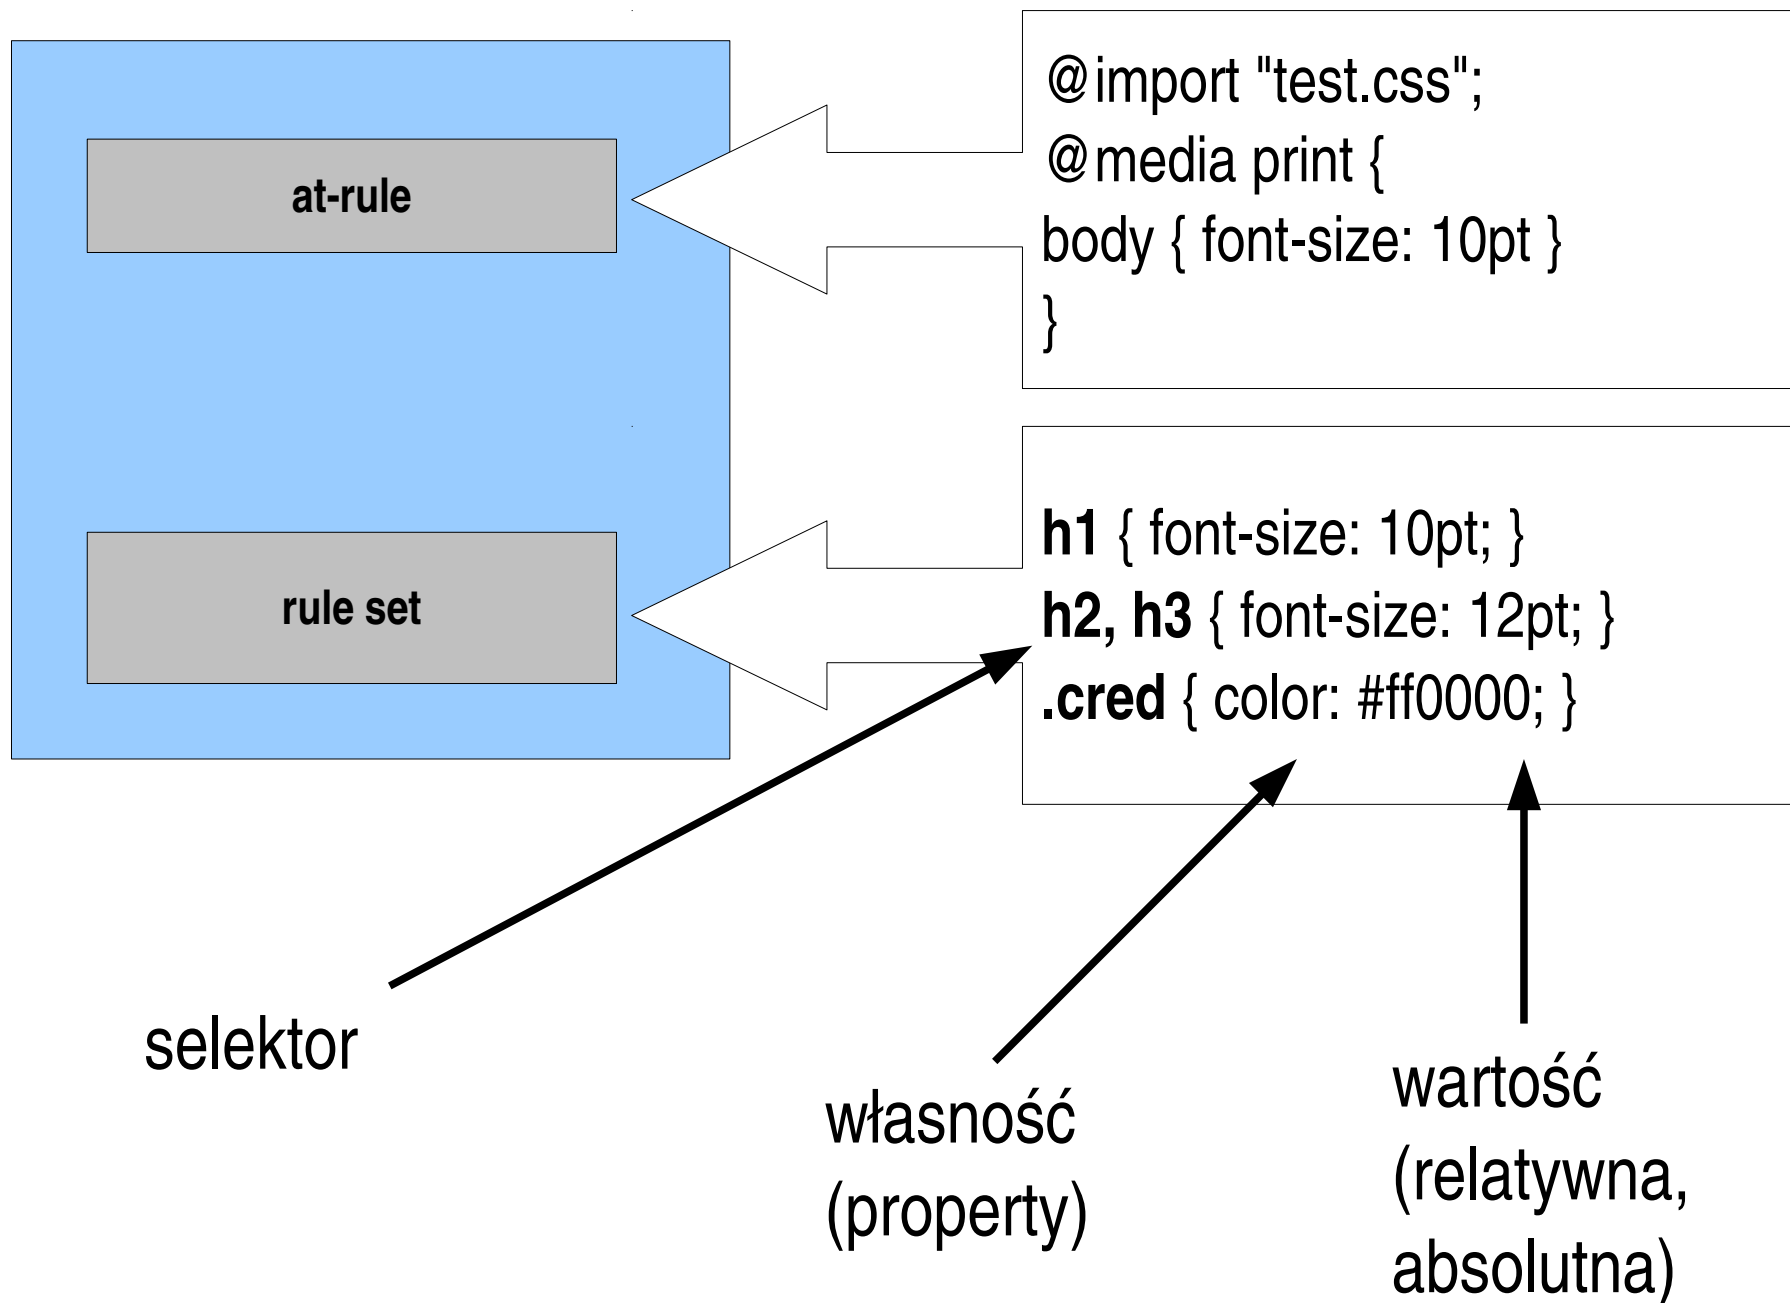 at-rule
@import "test.css";
@media print {
body { font-size: 10pt }
}
rule set
h1 { font-size: 10pt; }
h2, h3 { font-size: 12pt; }
.cred { color: #ff0000; }
selektor
własność
(property)
wartość
(relatywna,
absolutna)